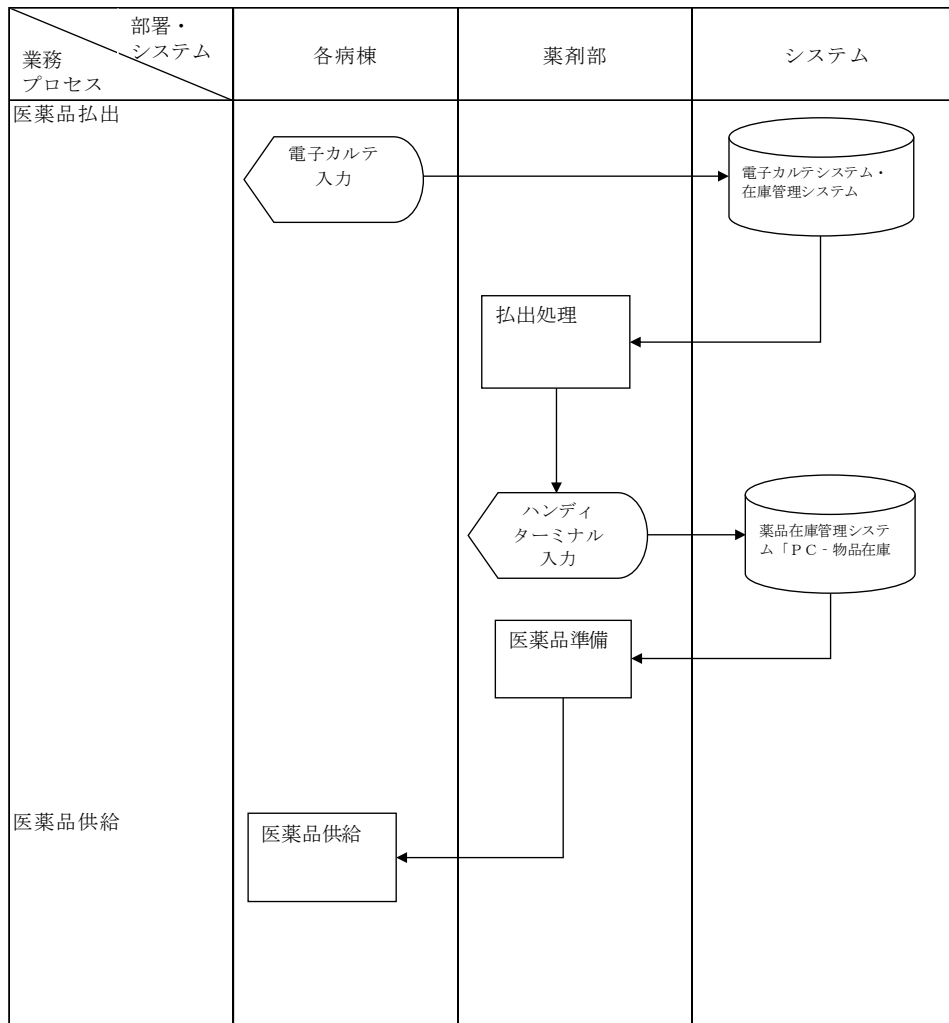 部署・
システム
業務
プロセス
各病棟
薬剤部
システム
医薬品払出
電子カルテ
入力
電子カルテシステム・
在庫管理システム
払出処理
ハンディ
ターミナル
入力
薬品在庫管理システ
ム「PC‐物品在庫
医薬品準備
医薬品供給
医薬品供給